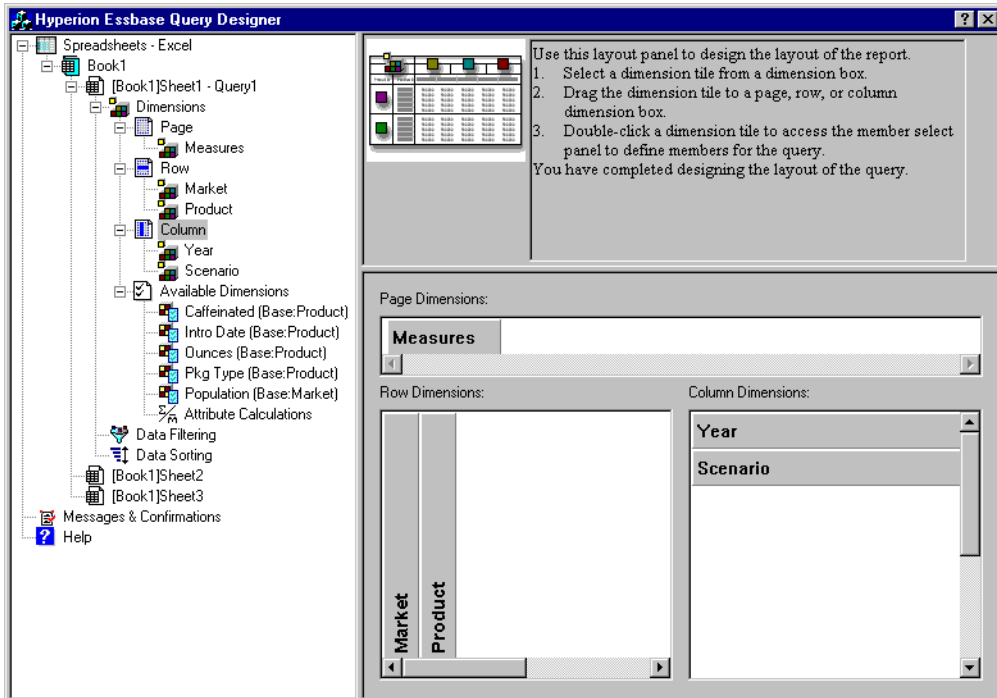 Hyperion Essbase Query Designer
Spreadsheets - Excel
Book1
[Book1]Sheet1 - Query1
Dimensions
Page
Measures
Row
Market
Product
Column
Year
Scenario
Available Dimensions
Caffeinated (Base:Product)
Intro Date (Base:Product)
Ounces (Base:Product)
Pkg Type (Base:Product)
Population (Base:Market)
Attribute Calculations
Data Filtering
Data Sorting
[Book1]Sheet2
[Book1]Sheet3
Messages & Confirmations
Help
Use this layout panel to design the layout of the report.
1. Select a dimension tile from a dimension box.
2. Drag the dimension tile to a page, row, or column
dimension box.
3. Double-click a dimension tile to access the member select
panel to define members for the query.
You have completed designing the layout of the query.
Page Dimensions:
Measures
Row Dimensions:
Market
Product
Column Dimensions:
Year
Scenario